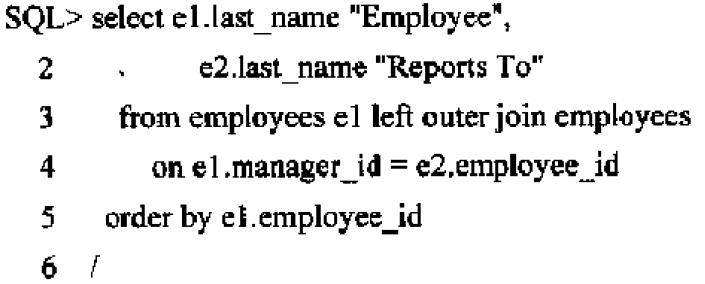 SQL> select e1.last_name "Employee",
2 e2.last_name "Reports To"
3 from employees e1 left outer join employees
4 on e1.manager_id = e2.employee_id
5 order by e1.employee_id
6 /